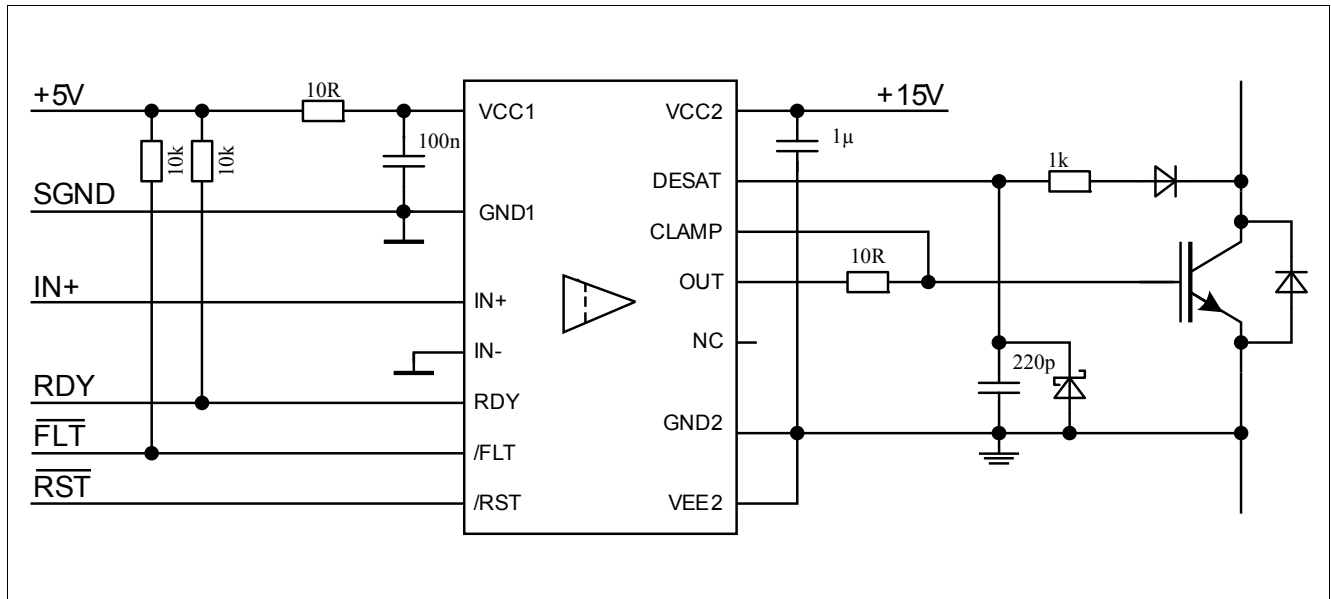 +5V
10R
10k
10k
100n
SGND
IN+
RDY
FLT
RST
VCC1
GND1
IN+
IN-
RDY
/FLT
/RST
VCC2
DESAT
CLAMP
OUT
NC
GND2
VEE2
+15V
1µ
1k
10R
220p